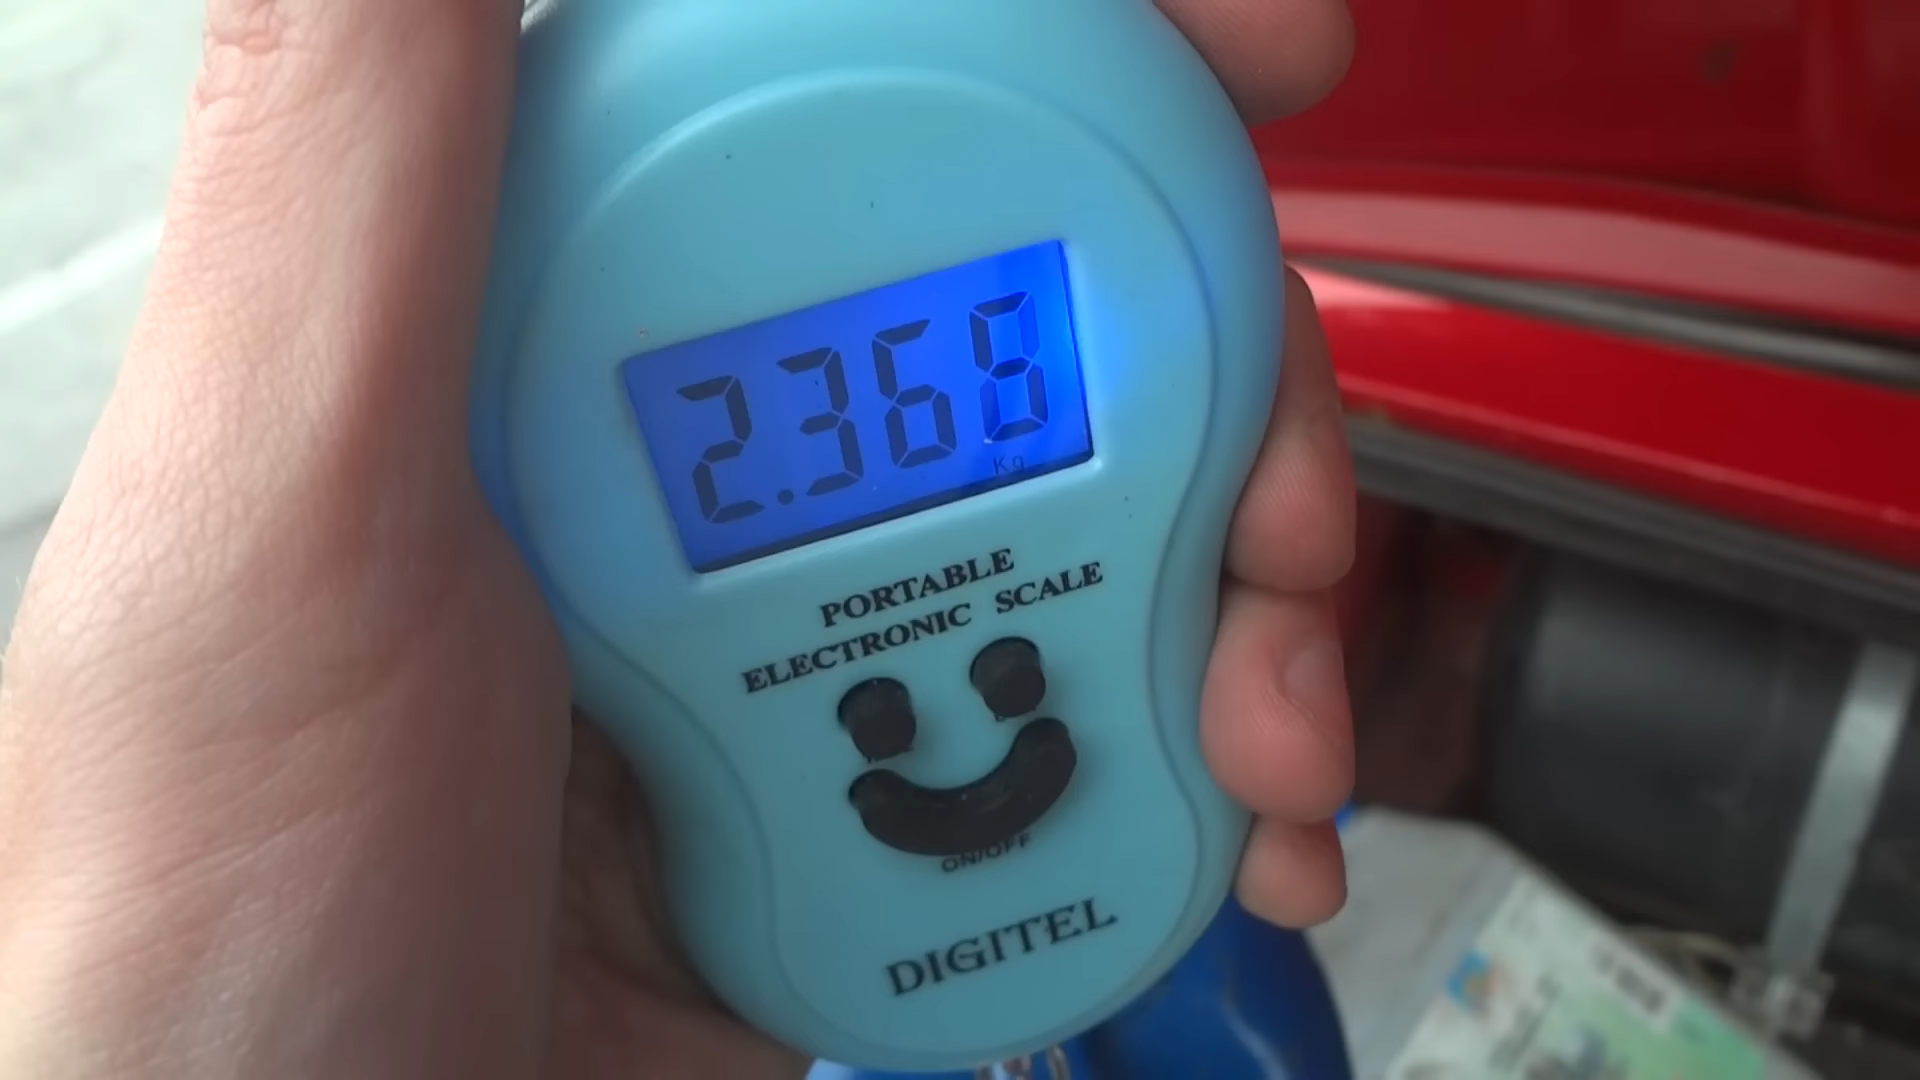 2.368
Kg
PORTABLE
ELECTRONIC SCALE
ON/OFF
DIGITEL